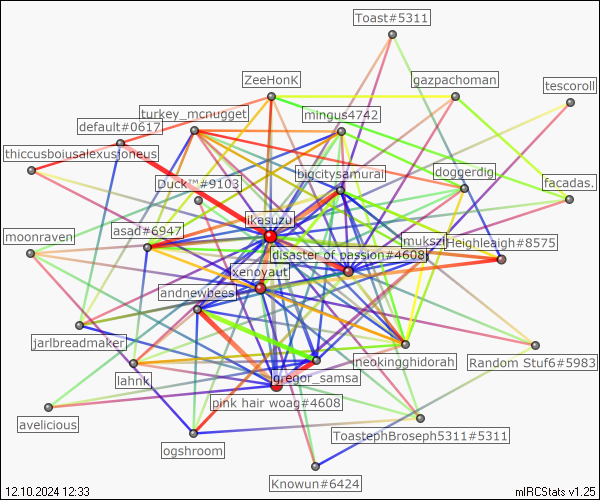 Toast#5311
ZeeHonK
gazpachoman
tescoroll
turkey_mcnugget
mingus4742
default#0617
thiccusboiusalexusjoneus
bigcitysamurai
doggerdig
Duck™#9103
facadas.
ikasuzu
moonraven
asad#6947
mukszi
Heighleagh#8575
disaster of passion#4608
xenoyaut
andnewbees
jarlbreadmaker
neokingghidorah
Random Stuf6#5983
lahnk
gregor_samsa
pink hair woag#4608
avelicious
ToastephBroseph5311#5311
ogshroom
Knowun#6424
12.10.2024 12:33
mIRCStats v1.25